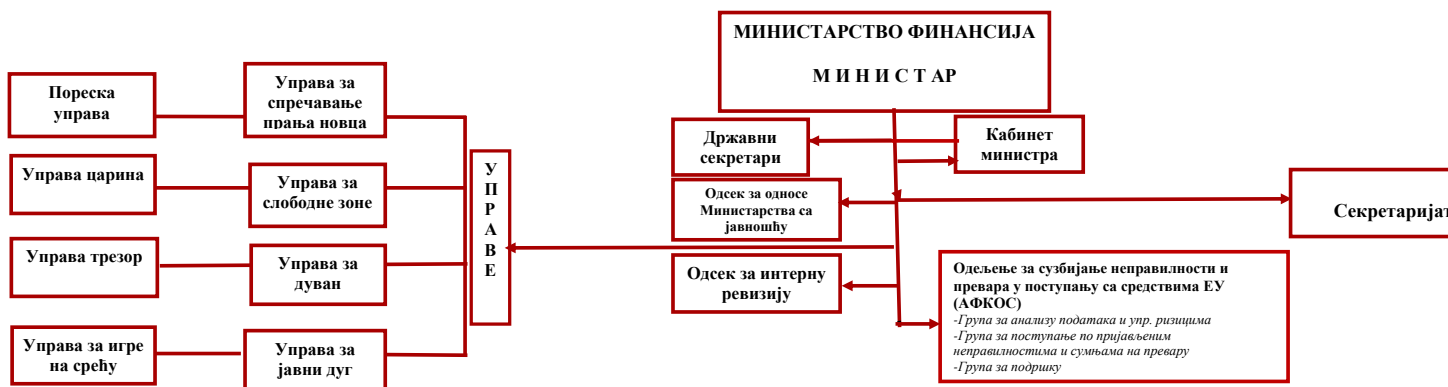 МИНИСТАРСТВО ФИНАНСИЈА
М И Н И С Т АР
Пореска
управа
Управа за
спречавање
прања новца
Државни
секретари
Кабинет
министра
Управа царина
Управа за
слободне зоне
У
П
Р
А
В
Е
Одсек за односе
Министарства са
јавношћу
Секретаријат
Управа трезор
Управа за
дуван
Одсек за интерну
ревизију
Одељење за сузбијање неправилности и
превара у поступању са средствима ЕУ
(АФКОС)
-Група за анализу података и упр. ризицима
-Група за поступање по пријављеним
неправилностима и сумњама на превару
-Група за подршку
Управа за игре
на срећу
Управа за
јавни дуг